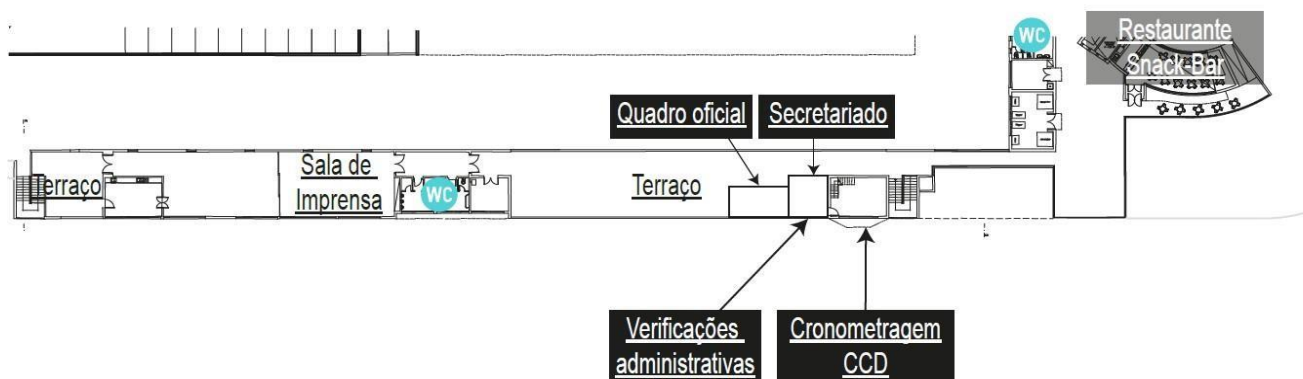 WC
Restaurante
Snack-Bar
Quadro oficial
Secretariado
Terraço
Sala de
Imprensa
WC
Terraço
Verificações
administrativas
Cronometragem
CCD